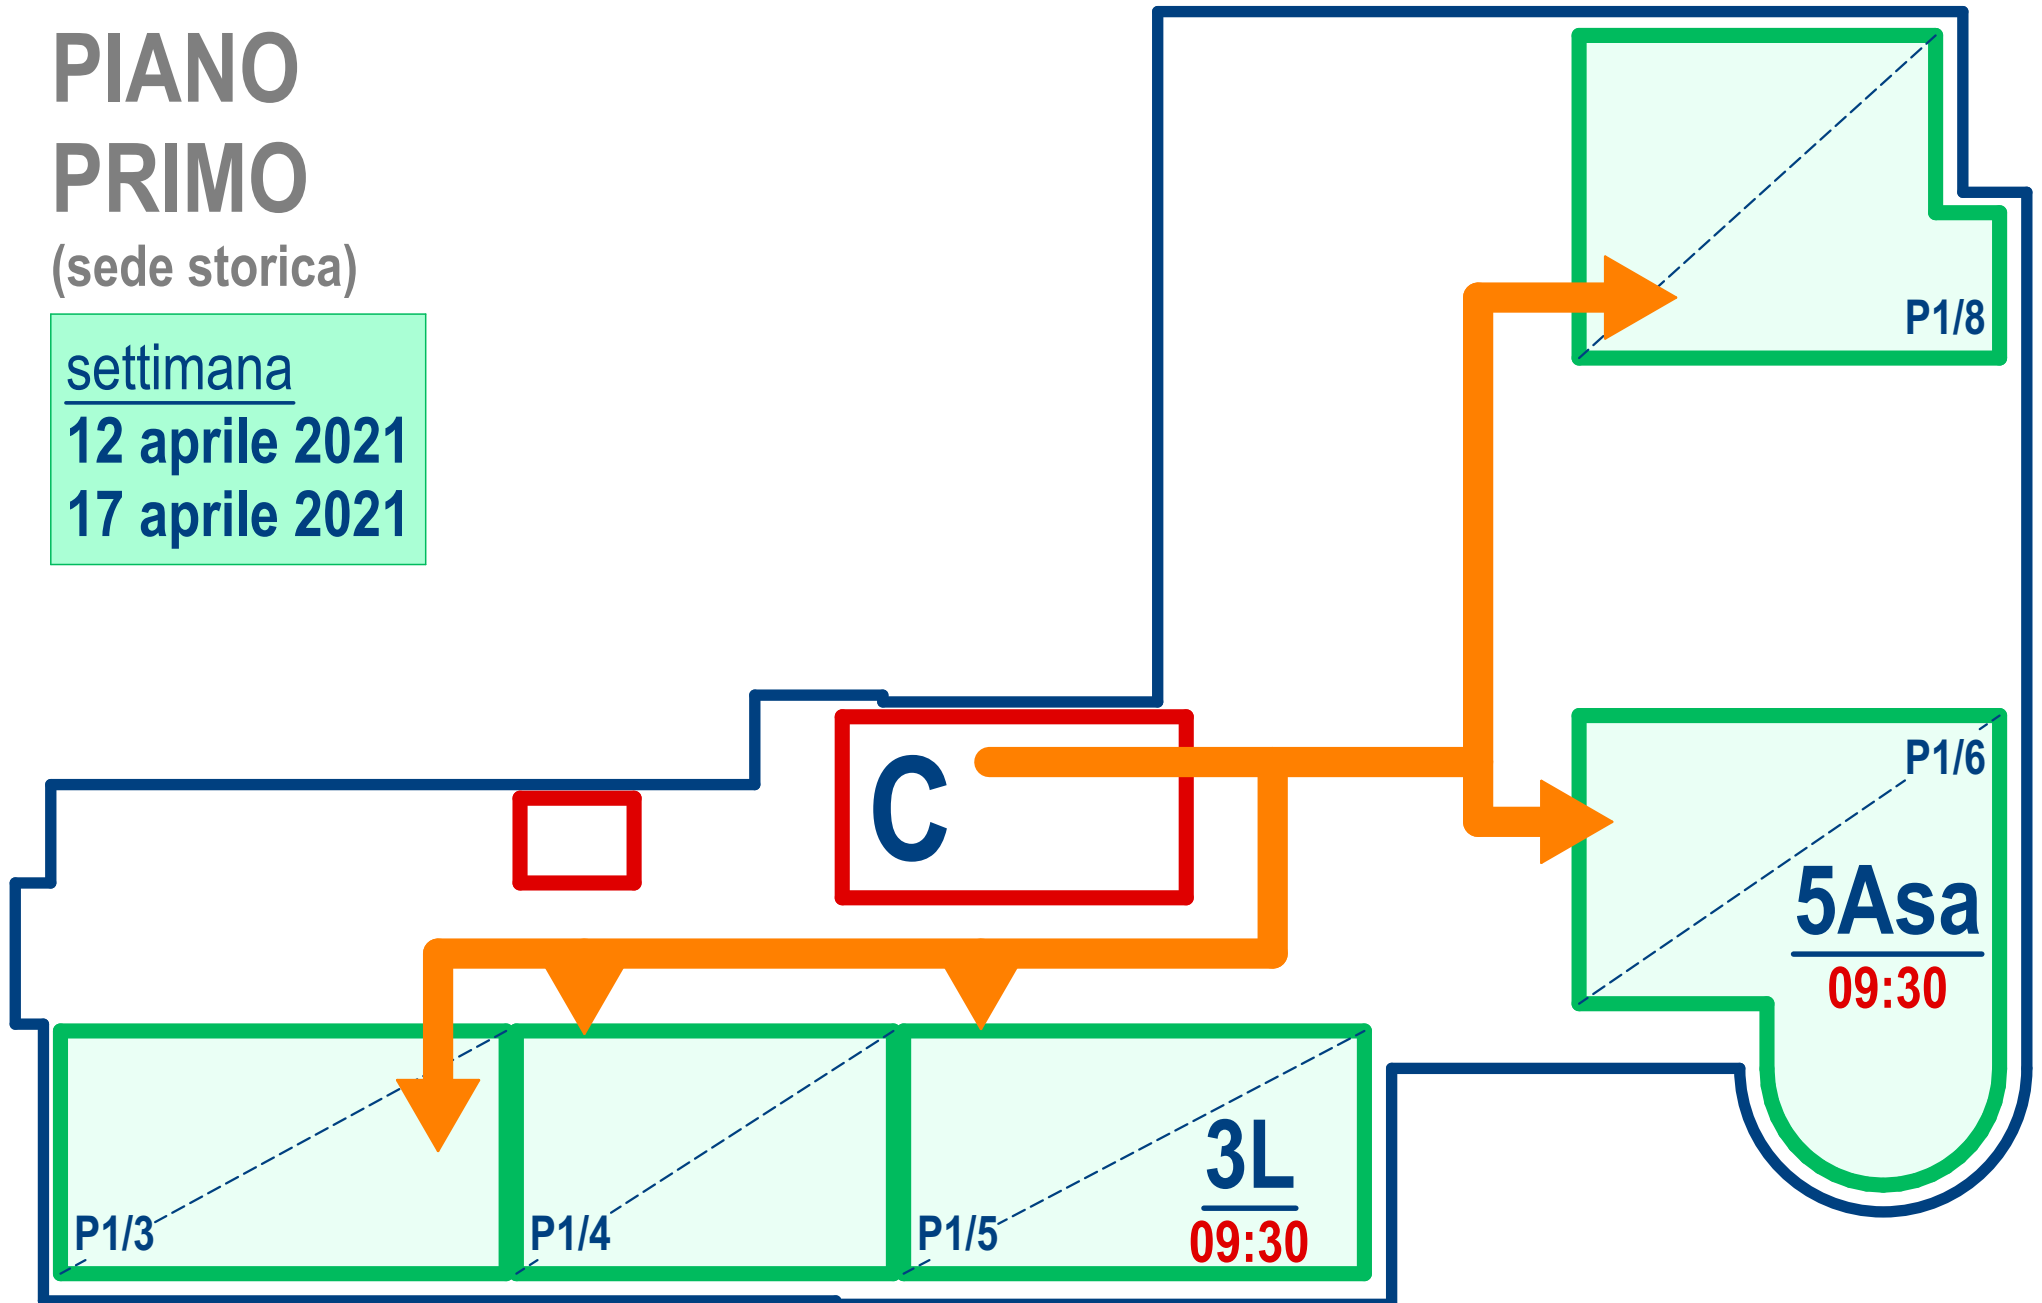 PIANO
PRIMO
(sede storica)
settimana
12 aprile 2021
17 aprile 2021
P1/8
C
P1/6
5Asa
09:30
P1/3
P1/4
P1/5
3L
09:30